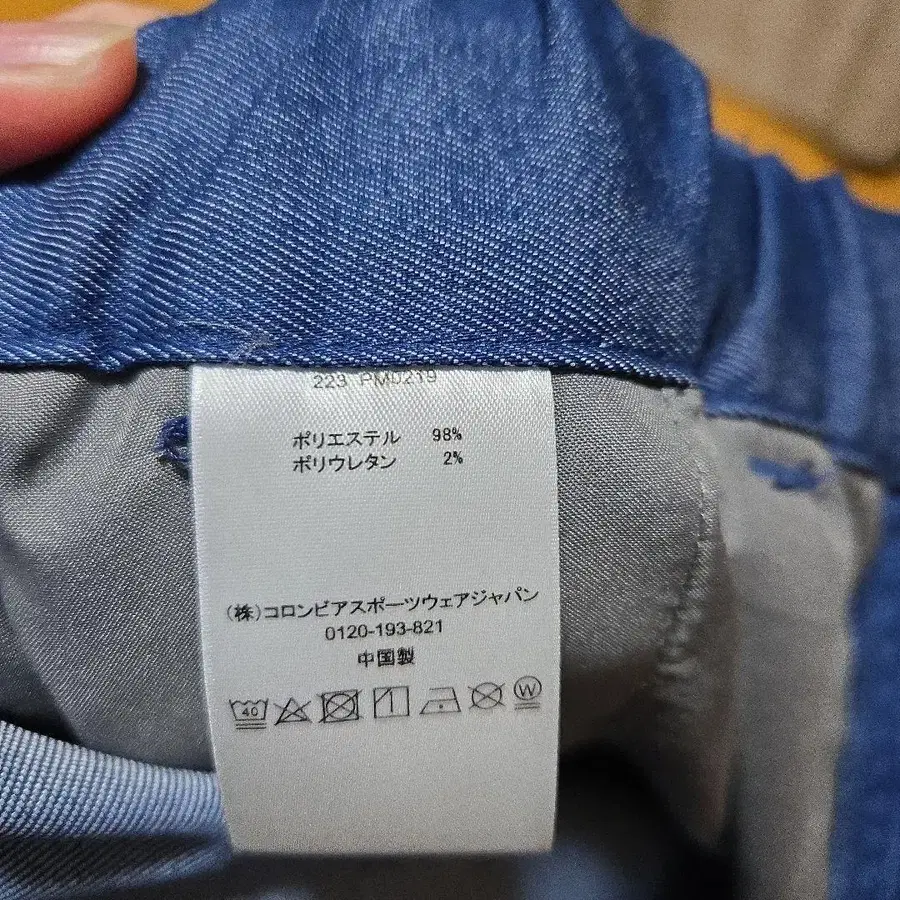 223 PM0219
ポリエステル 98%
ポリウレタン 2%
(株)コロンビアスポーツウェアジャパン
0120-193-821
中国製
40 W